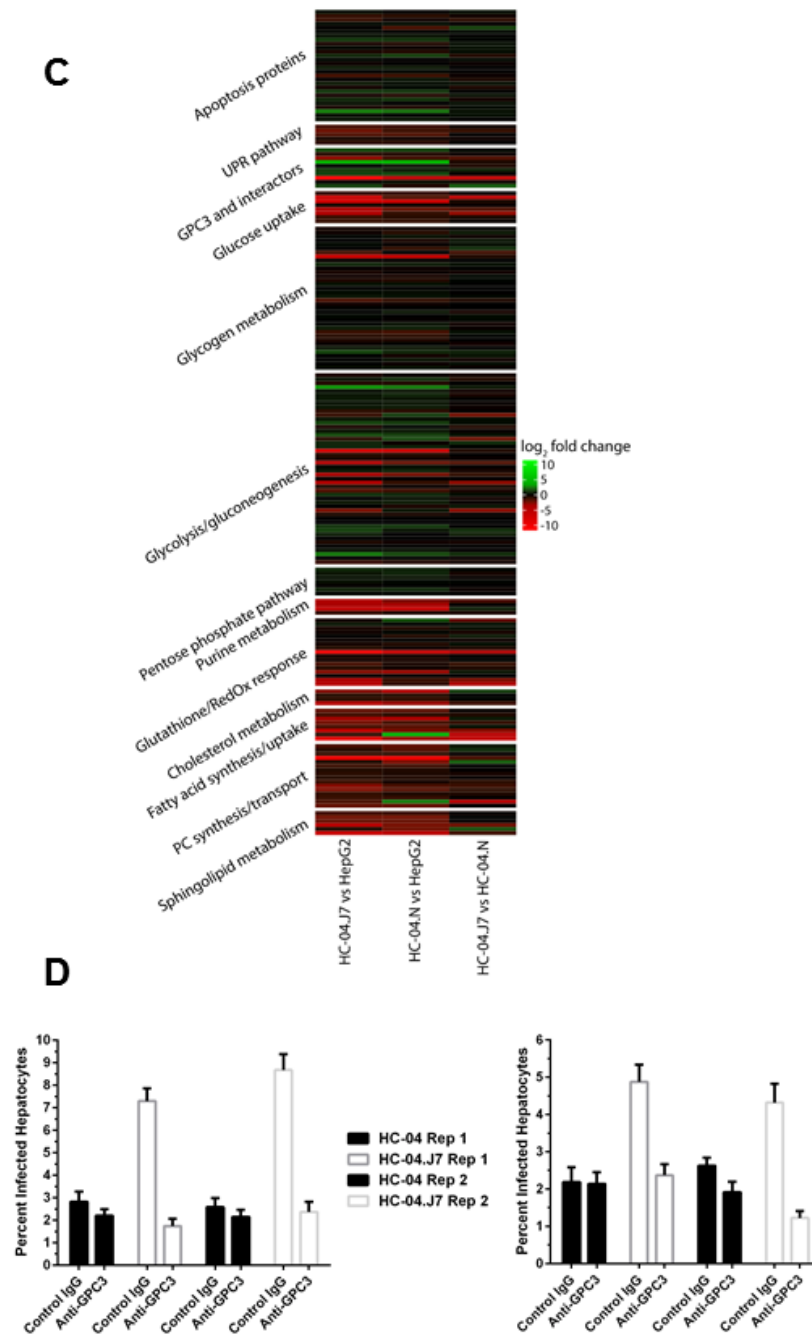 C
Apoptosis proteins
UPR pathway
GPC3 and interactors
Glucose uptake
Glycogen metabolism
Glycolysis/gluconeogenesis
Pentose phosphate pathway
Purine metabolism
Glutathione/RedOx response
Cholesterol metabolism
Fatty acid synthesis/uptake
PC synthesis/transport
Sphingolipid metabolism
log2 fold change
10
5
0
-5
-10
HC-04.J7 vs HepG2
HC-04.N vs HepG2
HC-04.J7 vs HC-04.N
D
Percent Infected Hepatocytes
10
9
8
7
6
5
4
3
2
1
0
Control IgG
Anti-GPC3
Control IgG
Anti-GPC3
Control IgG
Anti-GPC3
Control IgG
Anti-GPC3
HC-04 Rep 1
HC-04.J7 Rep 1
HC-04 Rep 2
HC-04.J7 Rep 2
Percent Infected Hepatocytes
6
5
4
3
2
1
0
Control IgG
Anti-GPC3
Control IgG
Anti-GPC3
Control IgG
Anti-GPC3
Control IgG
Anti-GPC3